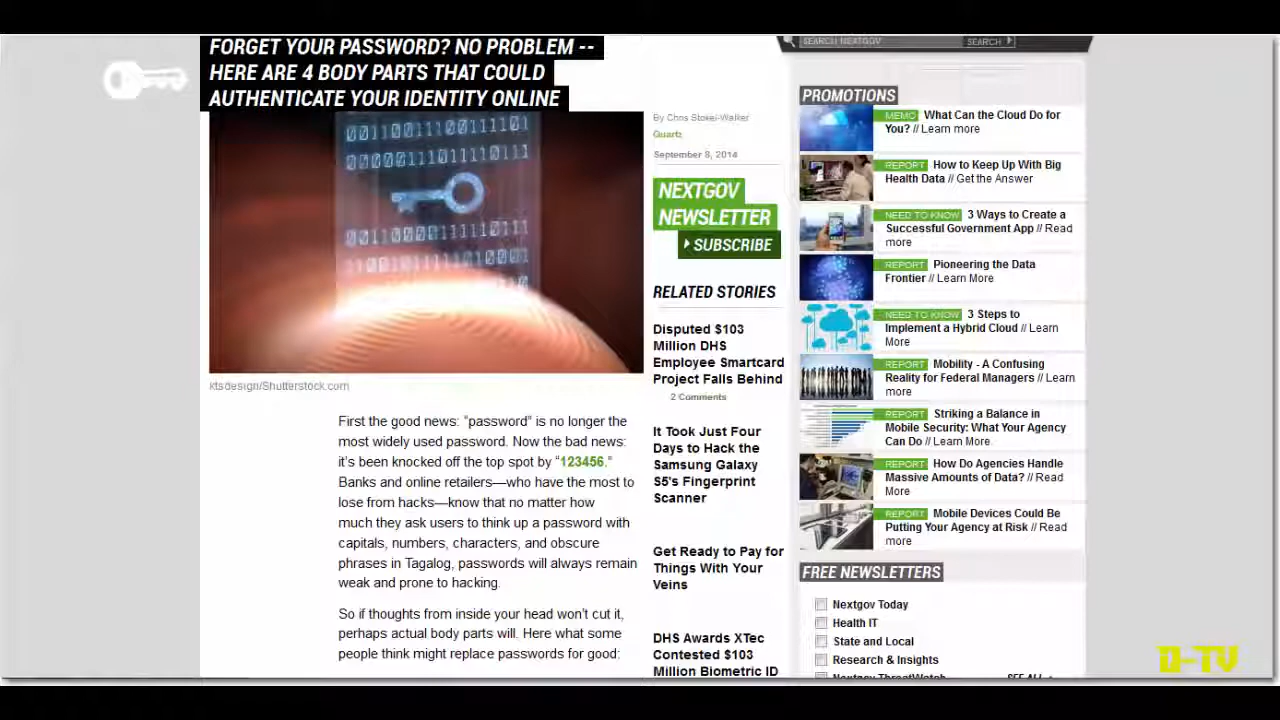 FORGET YOUR PASSWORD? NO PROBLEM --
HERE ARE 4 BODY PARTS THAT COULD
AUTHENTICATE YOUR IDENTITY ONLINE
001100111001111101
000001110111110111
001100001111110111
ktsdesign/Shutterstock.com
First the good news: “password” is no longer the
most widely used password. Now the bad news:
it’s been knocked off the top spot by “123456.”
Banks and online retailers—who have the most to
lose from hacks—know that no matter how
much they ask users to think up a password with
capitals, numbers, characters, and obscure
phrases in Tagalog, passwords will always remain
weak and prone to hacking.
So if thoughts from inside your head won’t cut it,
perhaps actual body parts will. Here what some
people think might replace passwords for good:
By Chris Stokel-Walker
Quartz
September 8, 2014
NEXTGOV
NEWSLETTER
SUBSCRIBE
RELATED STORIES
Disputed $103
Million DHS
Employee Smartcard
Project Falls Behind
2 Comments
It Took Just Four
Days to Hack the
Samsung Galaxy
S5's Fingerprint
Scanner
Get Ready to Pay for
Things With Your
Veins
DHS Awards XTec
Contested $103
Million Biometric ID
SEARCH NEXTGOV
SEARCH
PROMOTIONS
MEMO What Can the Cloud Do for
You? // Learn more
REPORT How to Keep Up With Big
Health Data // Get the Answer
NEED TO KNOW 3 Ways to Create a
Successful Government App // Read
more
REPORT Pioneering the Data
Frontier // Learn More
NEED TO KNOW 3 Steps to
Implement a Hybrid Cloud // Learn
More
REPORT Mobility - A Confusing
Reality for Federal Managers // Learn
more
REPORT Striking a Balance in
Mobile Security: What Your Agency
Can Do // Learn More
REPORT How Do Agencies Handle
Massive Amounts of Data? // Read
More
REPORT Mobile Devices Could Be
Putting Your Agency at Risk // Read
more
FREE NEWSLETTERS
Nextgov Today
Health IT
State and Local
Research & Insights
Nextgov ThreatWatch
SEE ALL
D-TV